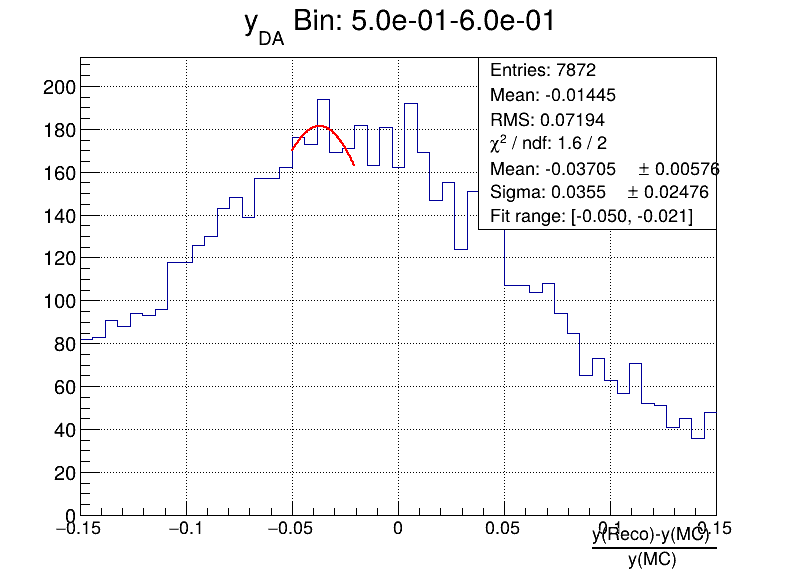 y_DA Bin: 5.0e-01-6.0e-01
Entries: 7872
Mean: -0.01445
RMS: 0.07194
χ² / ndf: 1.6 / 2
Mean: -0.03705 ± 0.00576
Sigma: 0.0355 ± 0.02476
Fit range: [-0.050, -0.021]
200
180
160
140
120
100
80
60
40
20
0
−0.15 −0.1 −0.05 0 0.05 0.1 0.15
y(Reco)-y(MC)
y(MC)